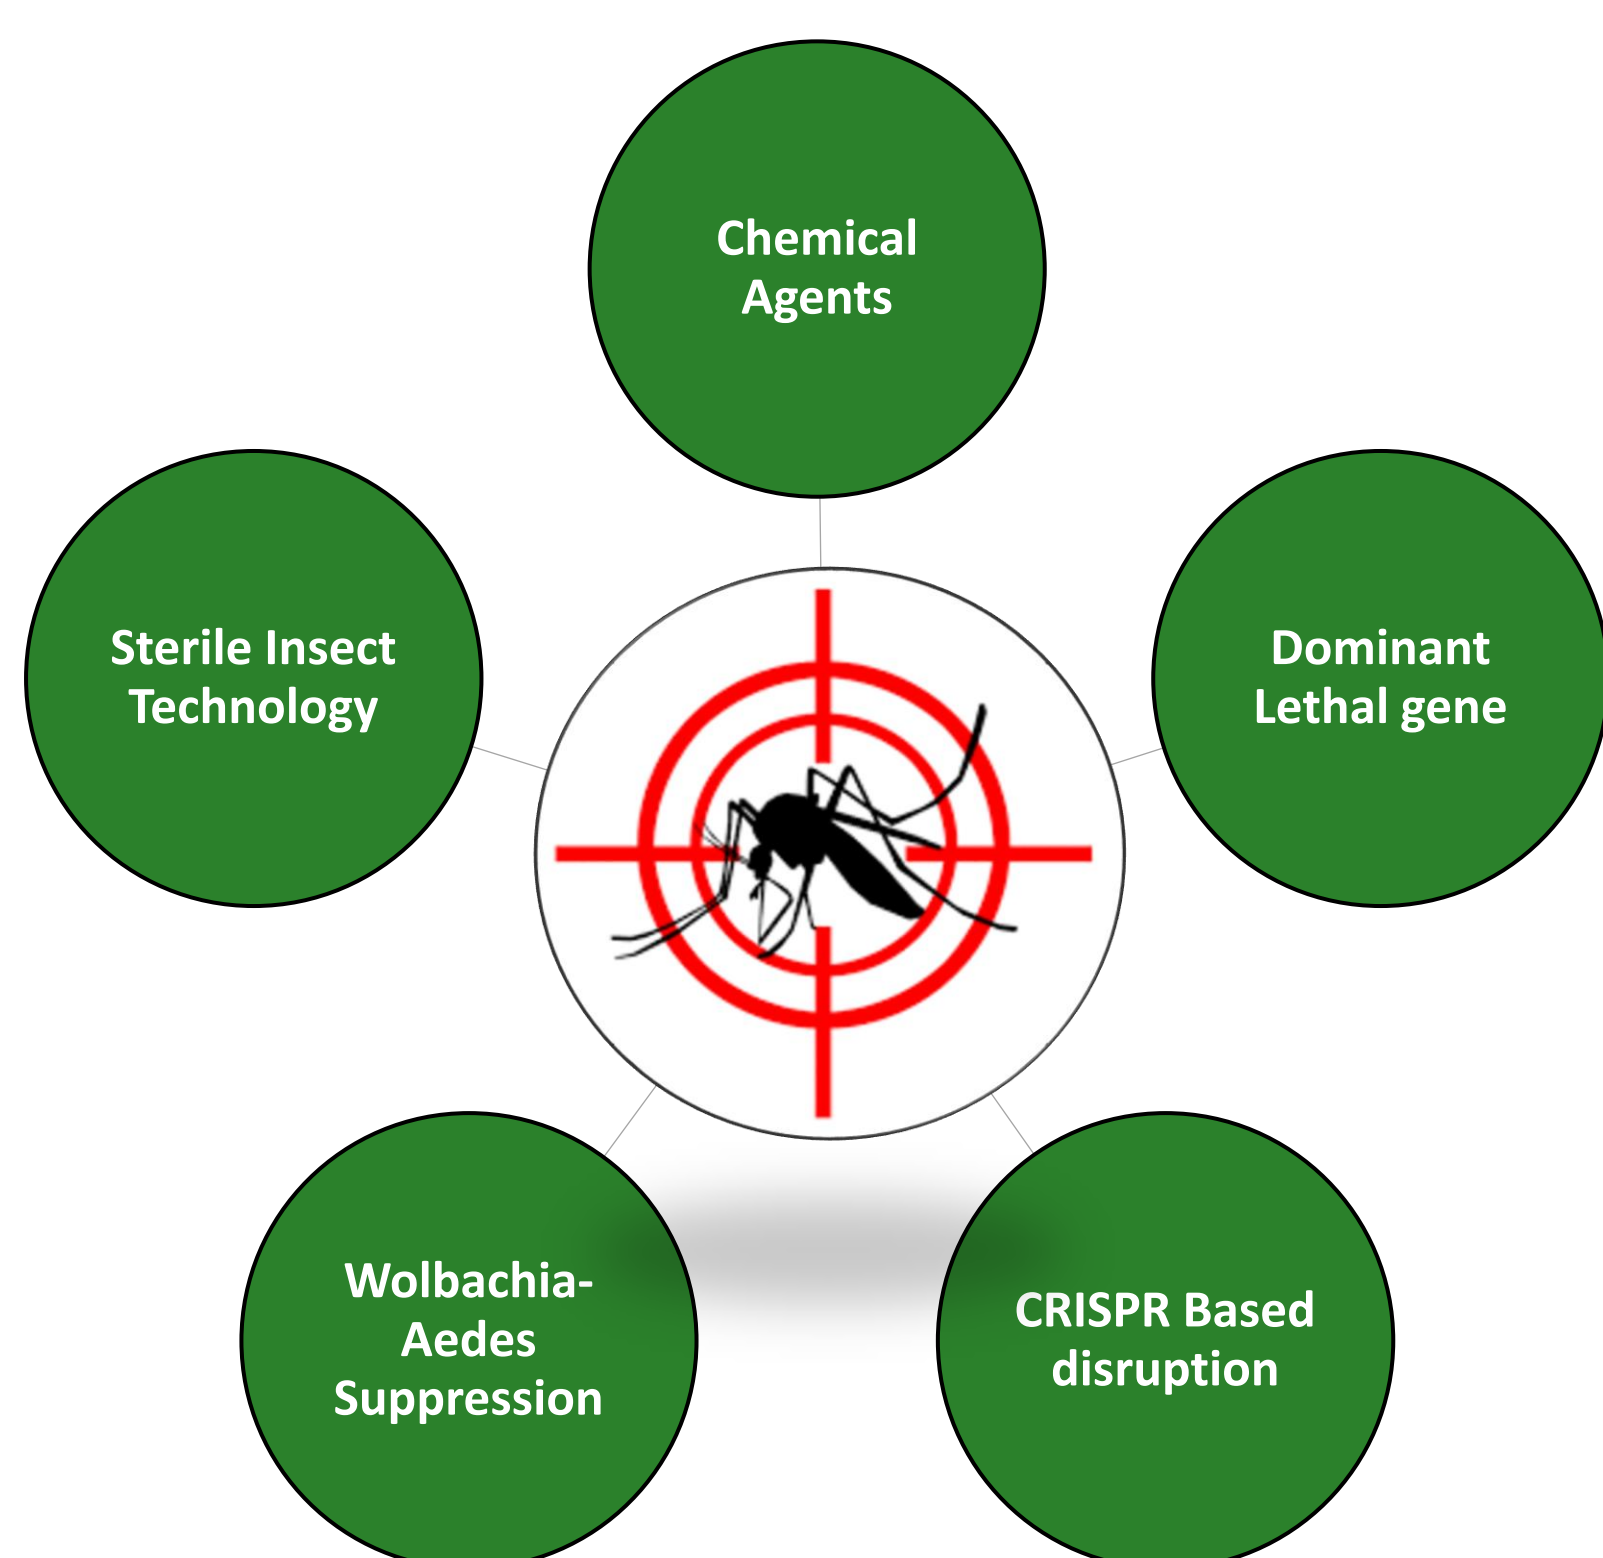 Chemical
Agents
Sterile Insect
Technology
Dominant
Lethal gene
Wolbachia-
Aedes
Suppression
CRISPR Based
disruption